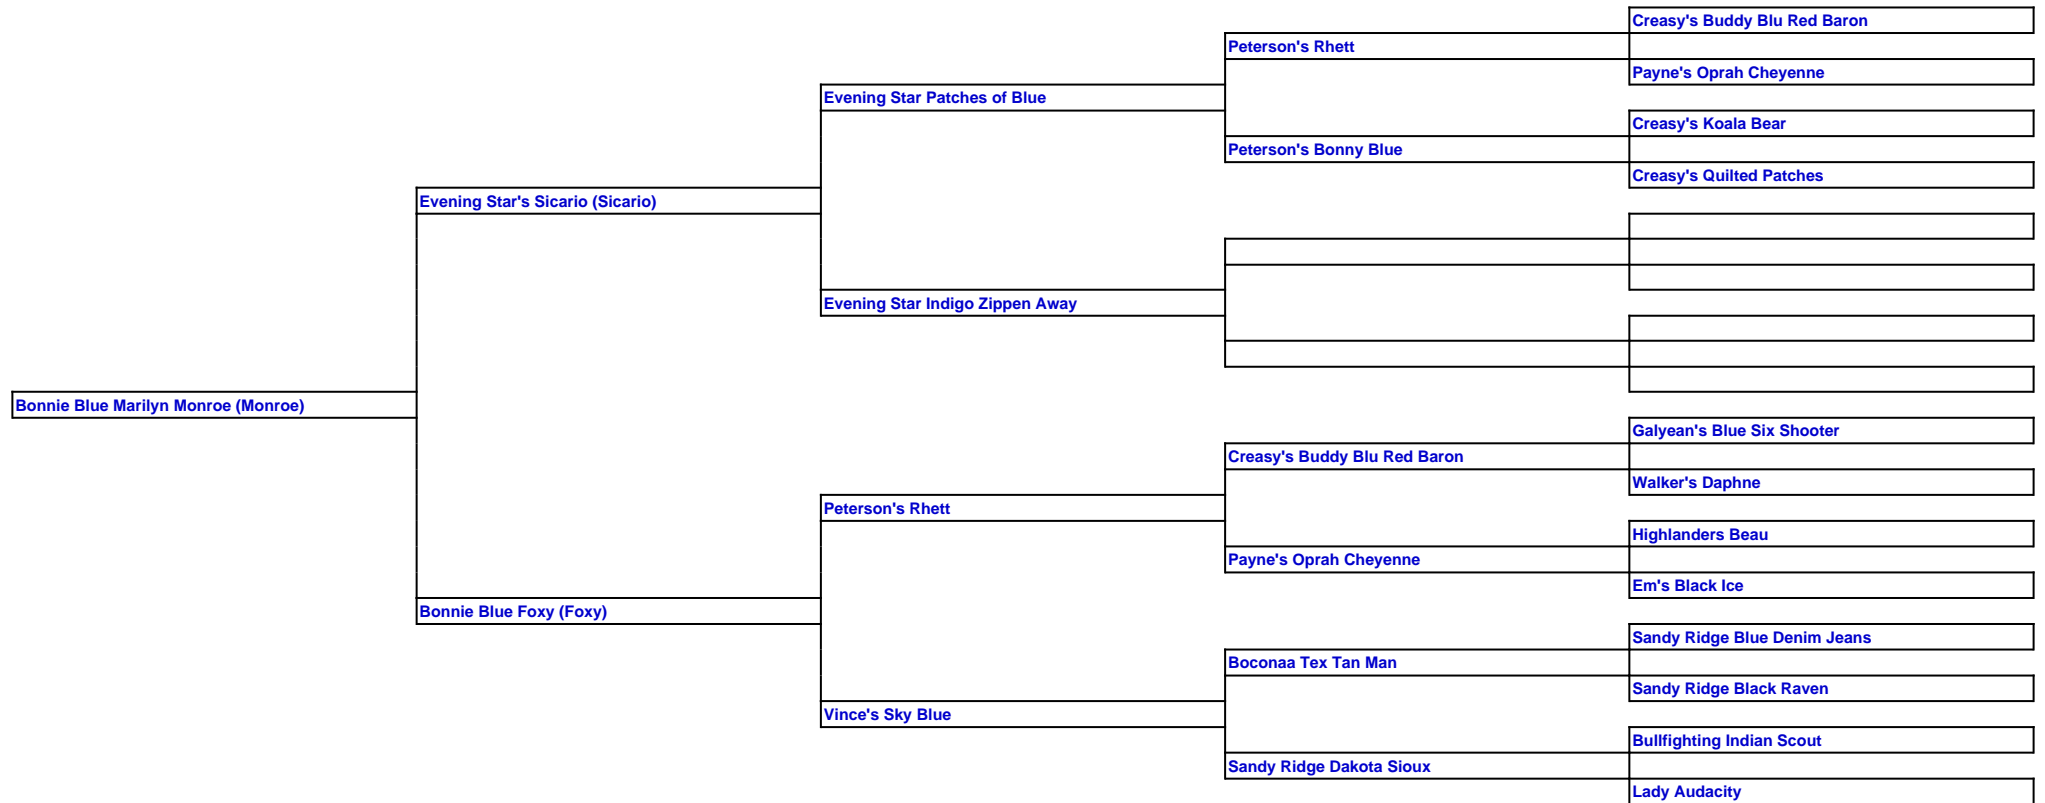 Creasy's Buddy Blu Red Baron
Peterson's Rhett
Payne's Oprah Cheyenne
Evening Star Patches of Blue
Creasy's Koala Bear
Peterson's Bonny Blue
Creasy's Quilted Patches
Evening Star's Sicario (Sicario)
Evening Star Indigo Zippen Away
Bonnie Blue Marilyn Monroe (Monroe)
Galyean's Blue Six Shooter
Creasy's Buddy Blu Red Baron
Walker's Daphne
Peterson's Rhett
Highlanders Beau
Payne's Oprah Cheyenne
Em's Black Ice
Bonnie Blue Foxy (Foxy)
Sandy Ridge Blue Denim Jeans
Boconaa Tex Tan Man
Sandy Ridge Black Raven
Vince's Sky Blue
Bullfighting Indian Scout
Sandy Ridge Dakota Sioux
Lady Audacity